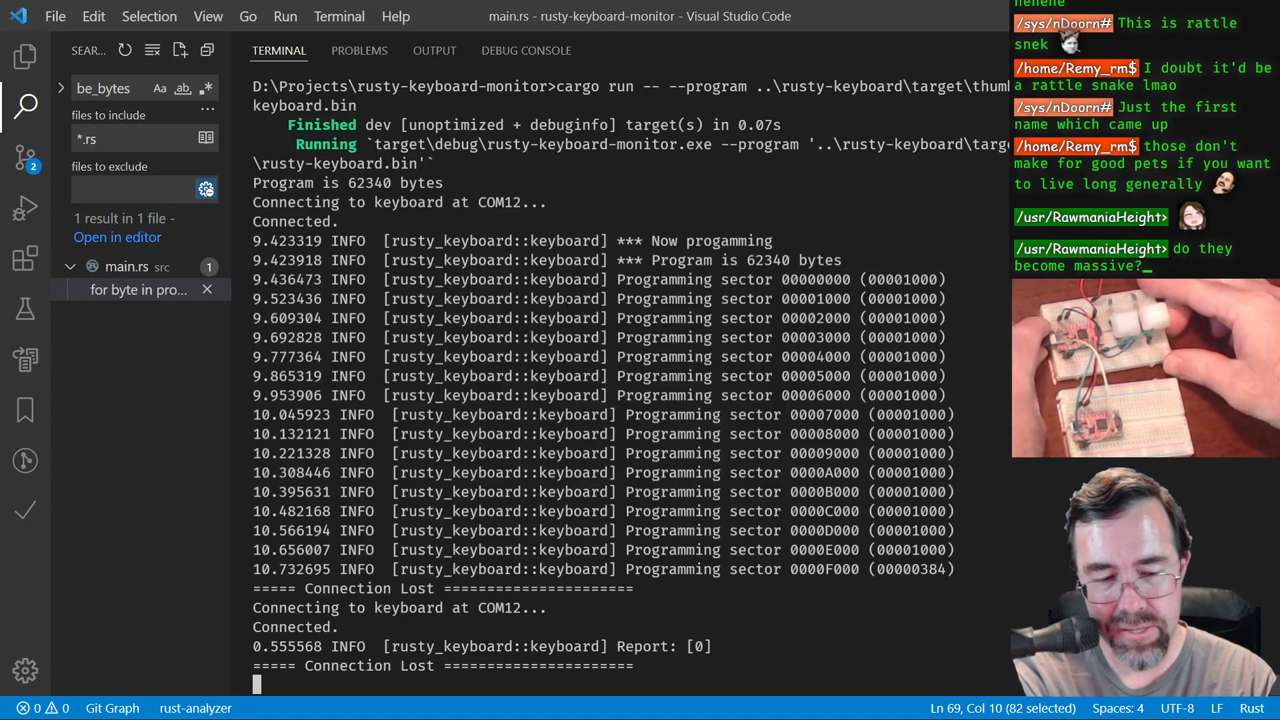 File Edit Selection View Go Run Terminal Help
main.rs - rusty-keyboard-monitor - Visual Studio Code
SEAR...
be_bytes
Aa ab .*
files to include
...
*.rs
files to exclude
1 result in 1 file -
Open in editor
main.rs src 1
for byte in pro...
2
TERMINAL PROBLEMS OUTPUT DEBUG CONSOLE
D:\Projects\rusty-keyboard-monitor>cargo run -- --program ..\rusty-keyboard\target\thum
keyboard.bin
Finished dev [unoptimized + debuginfo] target(s) in 0.07s
Running `target\debug\rusty-keyboard-monitor.exe --program '..\rusty-keyboard\targe
\rusty-keyboard.bin'`
Program is 62340 bytes
Connecting to keyboard at COM12...
Connected.
9.423319 INFO [rusty_keyboard::keyboard] *** Now progamming
9.423919 INFO [rusty_keyboard::keyboard] *** Program is 62340 bytes
9.436473 INFO [rusty_keyboard::keyboard] Programming sector 00000000 (00001000)
9.523436 INFO [rusty_keyboard::keyboard] Programming sector 00001000 (00001000)
9.609304 INFO [rusty_keyboard::keyboard] Programming sector 00002000 (00001000)
9.692828 INFO [rusty_keyboard::keyboard] Programming sector 00003000 (00001000)
9.777364 INFO [rusty_keyboard::keyboard] Programming sector 00004000 (00001000)
9.865319 INFO [rusty_keyboard::keyboard] Programming sector 00005000 (00001000)
9.953906 INFO [rusty_keyboard::keyboard] Programming sector 00006000 (00001000)
10.045923 INFO [rusty_keyboard::keyboard] Programming sector 00007000 (00001000)
10.132121 INFO [rusty_keyboard::keyboard] Programming sector 00008000 (00001000)
10.221328 INFO [rusty_keyboard::keyboard] Programming sector 00009000 (00001000)
10.308446 INFO [rusty_keyboard::keyboard] Programming sector 0000A000 (00001000)
10.395631 INFO [rusty_keyboard::keyboard] Programming sector 0000B000 (00001000)
10.482168 INFO [rusty_keyboard::keyboard] Programming sector 0000C000 (00001000)
10.566194 INFO [rusty_keyboard::keyboard] Programming sector 0000D000 (00001000)
10.656007 INFO [rusty_keyboard::keyboard] Programming sector 0000E000 (00001000)
10.732695 INFO [rusty_keyboard::keyboard] Programming sector 0000F000 (00000384)
===== Connection Lost ======================
Connecting to keyboard at COM12...
Connected.
0.555568 INFO [rusty_keyboard] Report: [0]
===== Connection Lost ======================
hehehe
/sys/nDoorn# This is rattle
snek
/home/Remy_rm$ I doubt it'd be
a rattle snake lmao
/sys/nDoorn# Just the first
name which came up
/home/Remy_rm$ those don't
make for good pets if you want
to live long generally
/usr/RawmaniaHeight>
/usr/RawmaniaHeight> do they
become massive?_
0 0 Git Graph rust-analyzer
Ln 69, Col 10 (82 selected) Spaces: 4 UTF-8 LF Rust